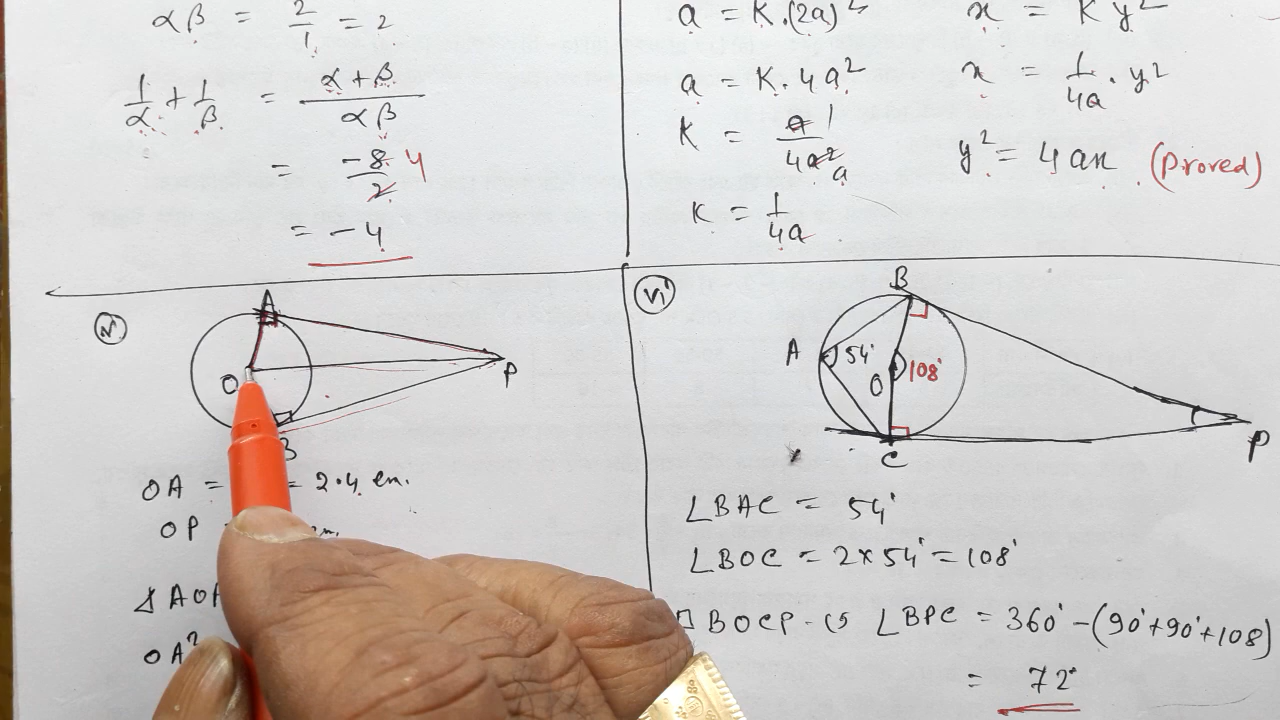 αβ = 2/1 = 2
1/α + 1/β = α+β/αβ
= -8/2 4
= -4
a = K.(2a)²
a = K.4a²
K = a 1/4a² a
K = 1/4a
x = Ky²
x = 1/4a . y²
y² = 4ax (Proved)
A
O
P
B
OA = = 2.4 cm.
OP
OA²
(vi)
B
A 54°
O 108°
C
P
∠BAC = 54°
∠BOC = 2×54° = 108°
□BOCP-এ ∠BPC = 360° - (90°+90°+108)
= 72°